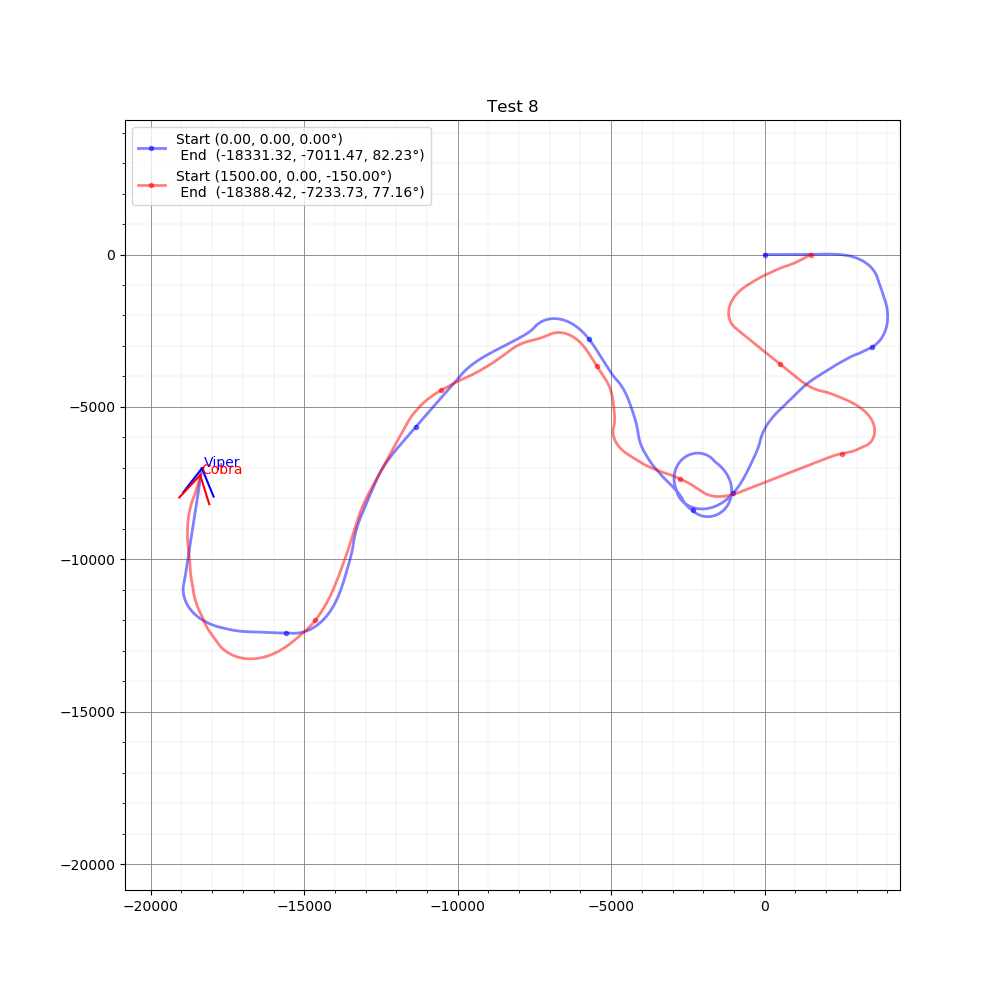 Test 8
Start (0.00, 0.00, 0.00°)
End (-18331.32, -7011.47, 82.23°)
Start (1500.00, 0.00, -150.00°)
End (-18388.42, -7233.73, 77.16°)
0
−5000
−10000
−15000
−20000
Viper
Cobra
−20000 −15000 −10000 −5000 0